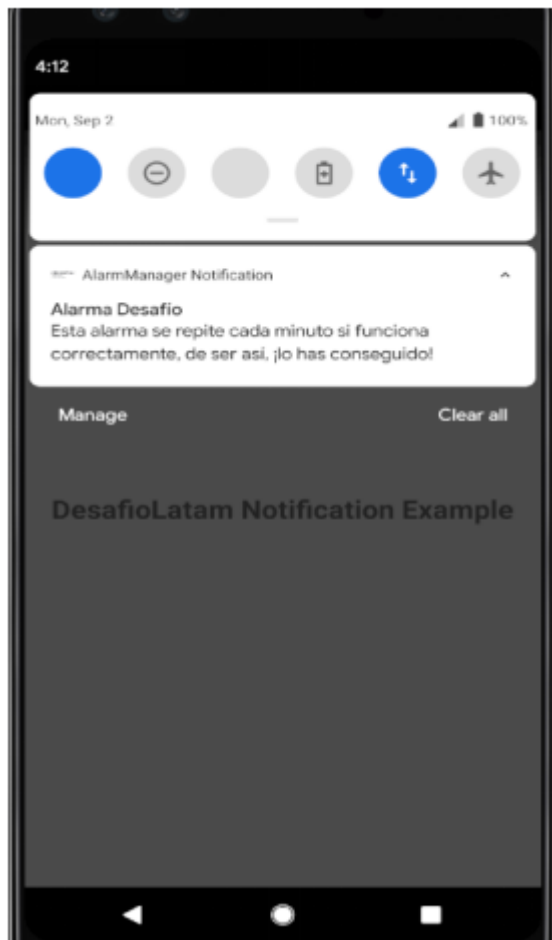 4:12
Mon, Sep 2
100%
AlarmManager Notification
Alarma Desafío
Esta alarma se repite cada minuto si funciona
correctamente, de ser así, ¡lo has conseguido!
Manage
Clear all
DesafioLatam Notification Example